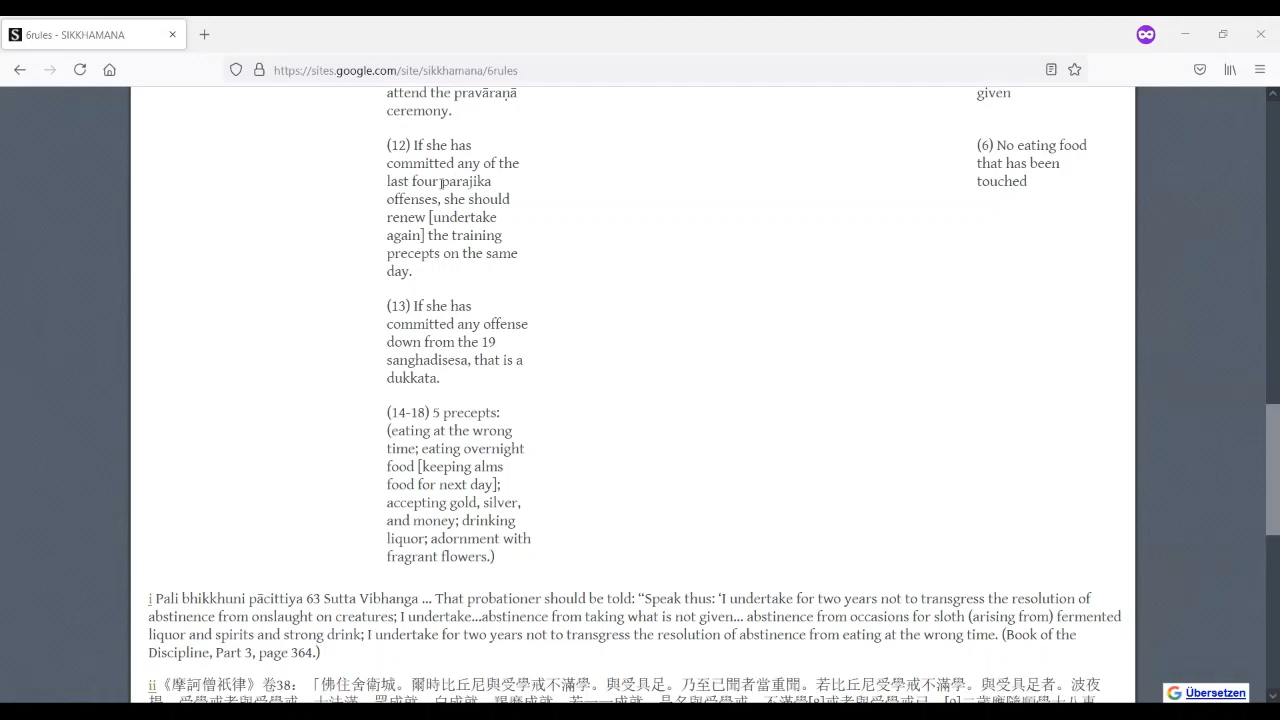 6rules - SIKKHAMANA
https://sites.google.com/site/sikkhamana/6rules
attend the pravāraṇā
ceremony.
(12) If she has
committed any of the
last four parajika
offenses, she should
renew [undertake
again] the training
precepts on the same
day.
(13) If she has
committed any offense
down from the 19
sanghadisesa, that is a
dukkata.
(14-18) 5 precepts:
(eating at the wrong
time; eating overnight
food [keeping alms
food for next day];
accepting gold, silver,
and money; drinking
liquor; adornment with
fragrant flowers.)
given
(6) No eating food
that has been
touched
i Pali bhikkhuni pācittiya 63 Sutta Vibhanga ... That probationer should be told: “Speak thus: ‘I undertake for two years not to transgress the resolution of
abstinence from onslaught on creatures; I undertake...abstinence from taking what is not given... abstinence from occasions for sloth (arising from) fermented
liquor and spirits and strong drink; I undertake for two years not to transgress the resolution of abstinence from eating at the wrong time. (Book of the
Discipline, Part 3, page 364.)
ii《摩訶僧祇律》卷38：「佛住舍衛城。爾時比丘尼與受學戒不滿學。與受具足。乃至已聞者當重聞。若比丘尼受學戒不滿學。與受具足者。波夜
Übersetzen